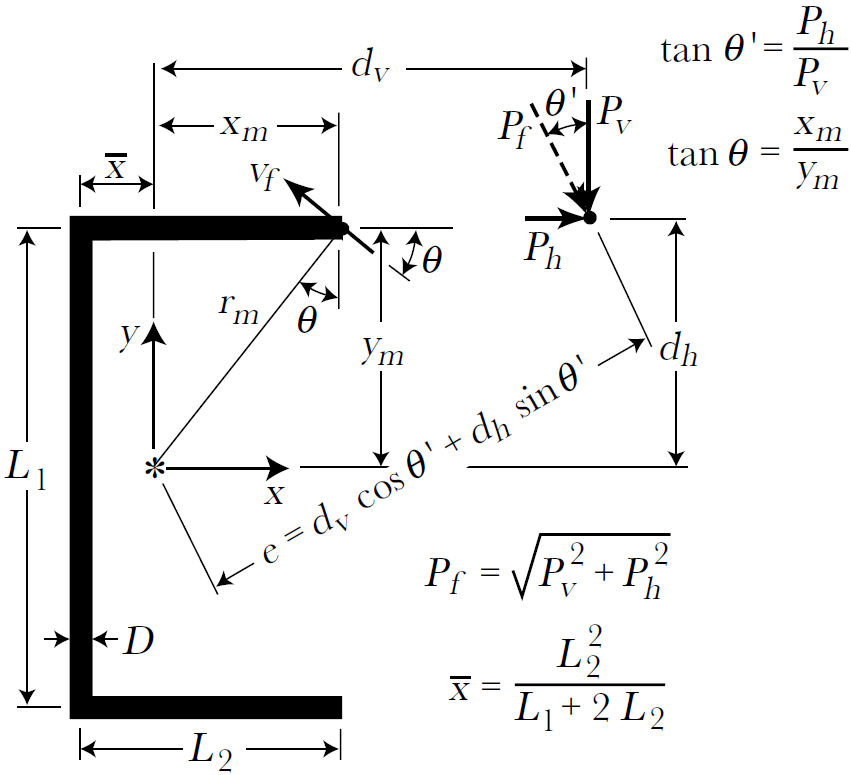 d_v
tan θ' = P_h / P_v
x_m
θ'
P_f
P_v
tan θ = x_m / y_m
x̅
v_f
P_h
θ
r_m
θ
y_m
d_h
y
L_1
x
e = d_v cos θ' + d_h sin θ'
P_f = √(P_v^2 + P_h^2)
D
x̅ = L_2^2 / (L_1 + 2 L_2)
L_2